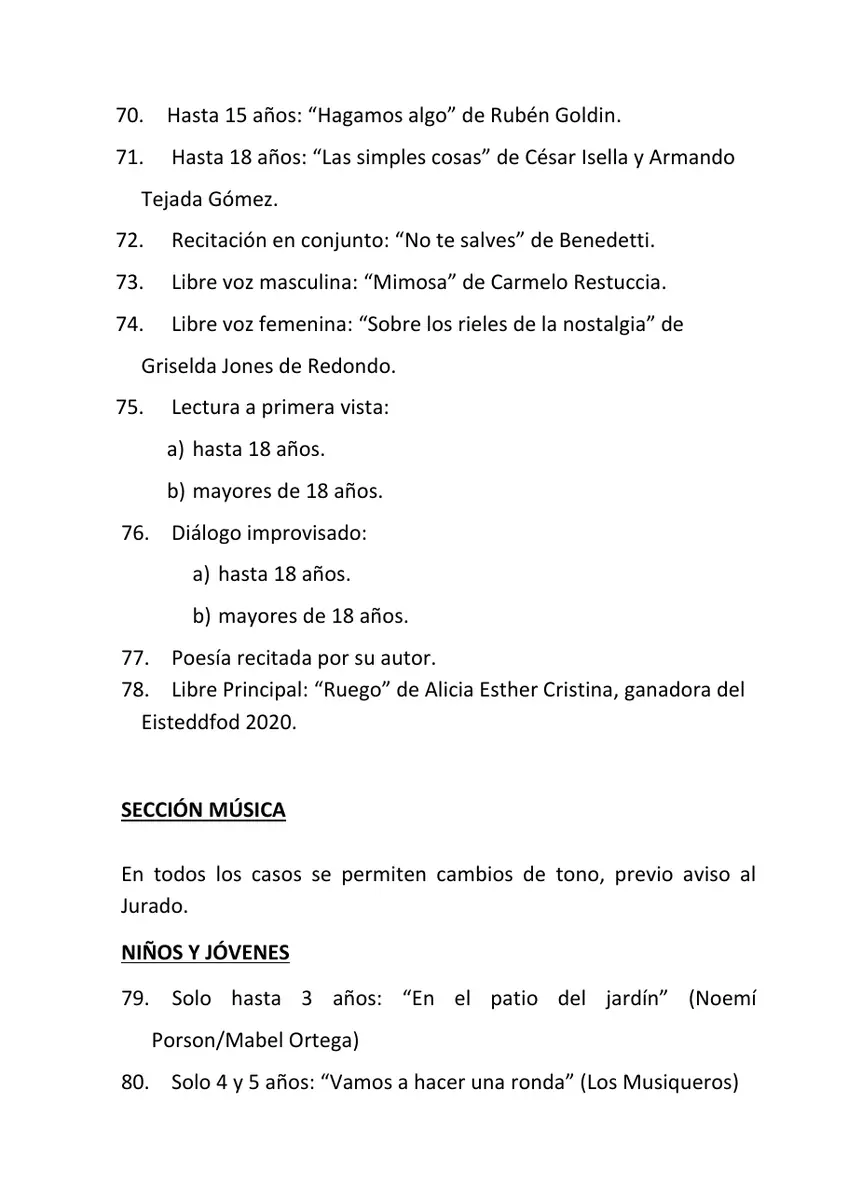 70. Hasta 15 años: “Hagamos algo” de Rubén Goldin.
71. Hasta 18 años: “Las simples cosas” de César Isella y Armando
Tejada Gómez.
72. Recitación en conjunto: “No te salves” de Benedetti.
73. Libre voz masculina: “Mimosa” de Carmelo Restuccia.
74. Libre voz femenina: “Sobre los rieles de la nostalgia” de
Griselda Jones de Redondo.
75. Lectura a primera vista:
a) hasta 18 años.
b) mayores de 18 años.
76. Diálogo improvisado:
a) hasta 18 años.
b) mayores de 18 años.
77. Poesía recitada por su autor.
78. Libre Principal: “Ruego” de Alicia Esther Cristina, ganadora del
Eisteddfod 2020.
SECCIÓN MÚSICA
En todos los casos se permiten cambios de tono, previo aviso al
Jurado.
NIÑOS Y JÓVENES
79. Solo hasta 3 años: “En el patio del jardín” (Noemí
Porson/Mabel Ortega)
80. Solo 4 y 5 años: “Vamos a hacer una ronda” (Los Musiqueros)